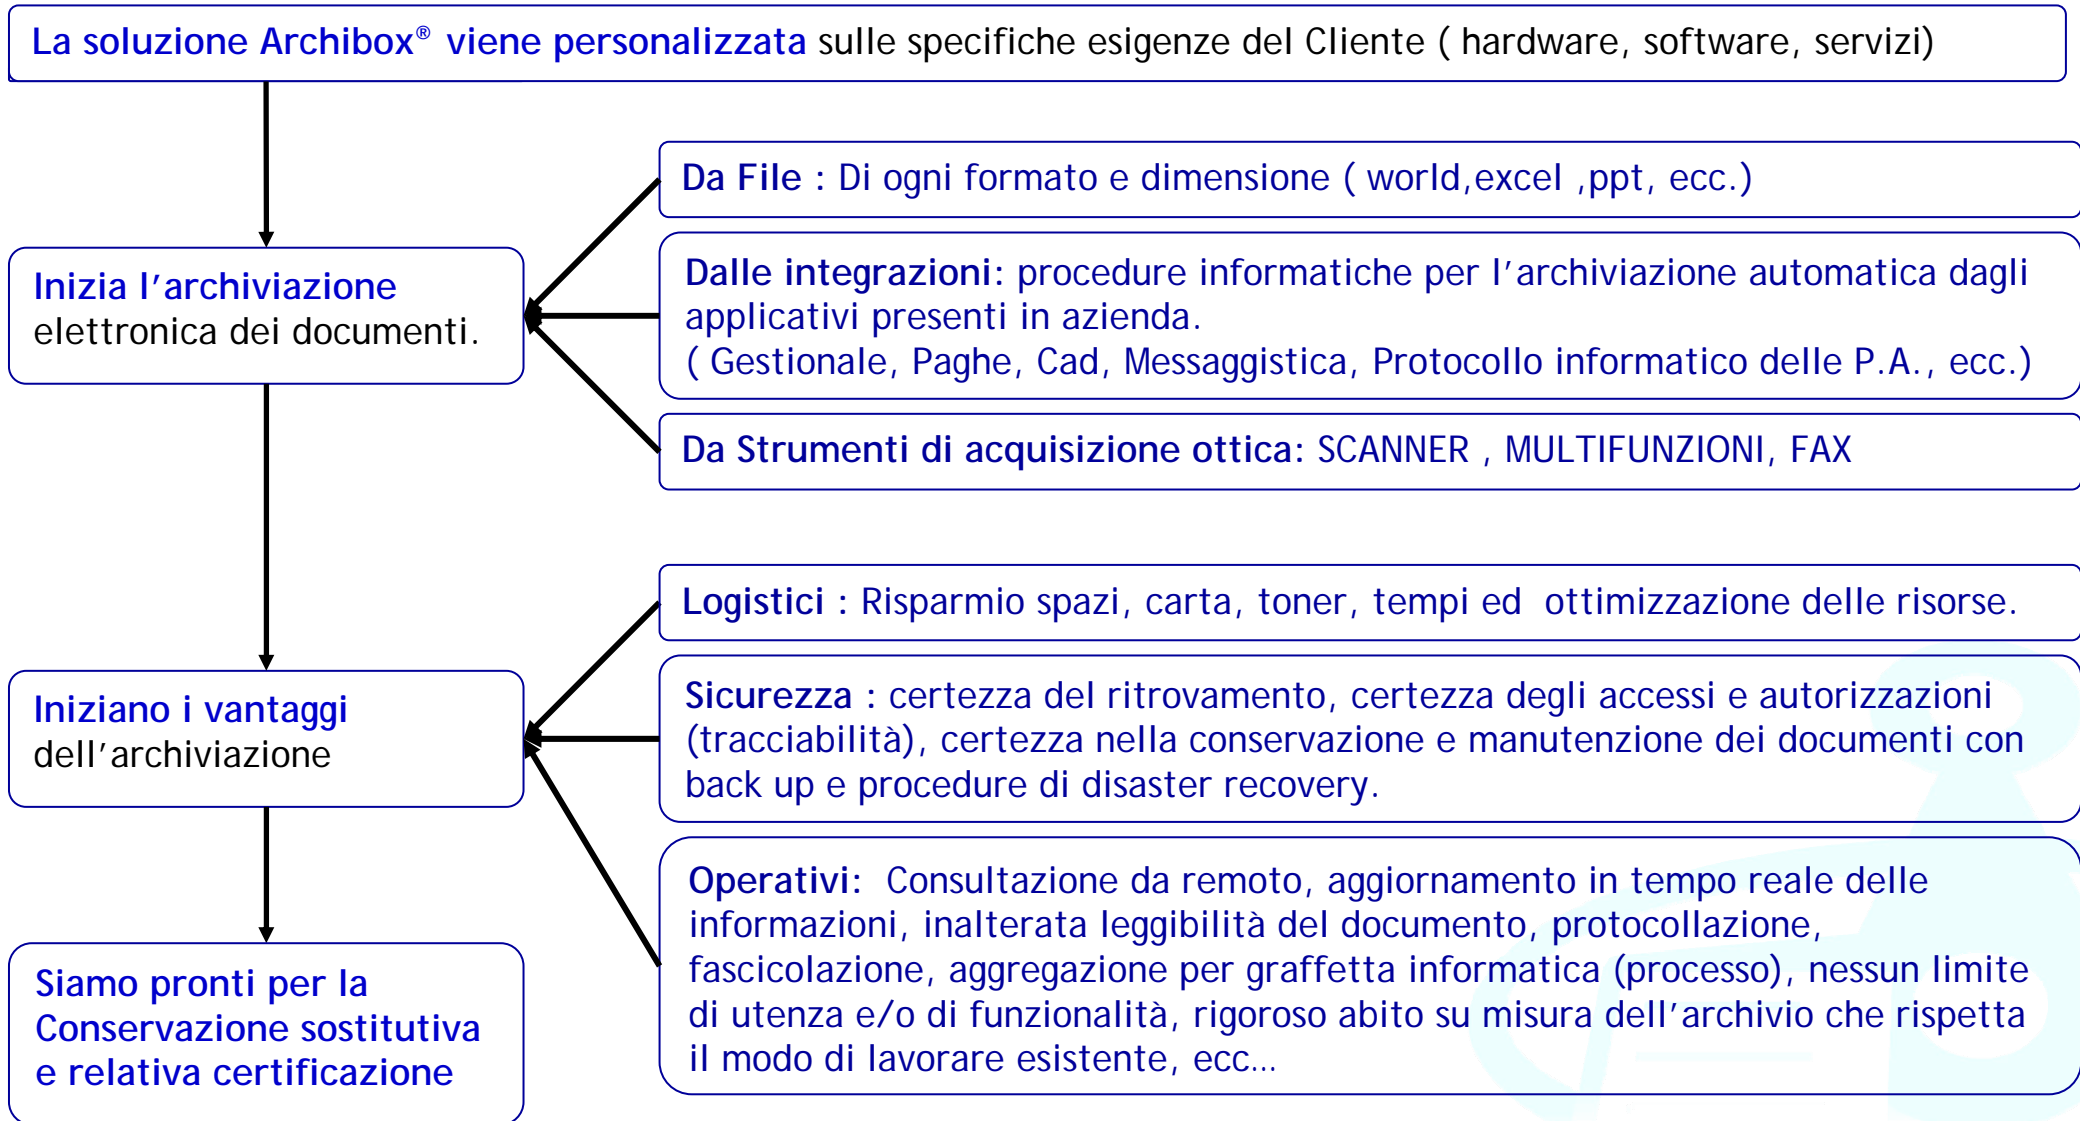 La soluzione Archibox® viene personalizzata sulle specifiche esigenze del Cliente ( hardware, software, servizi)
Da File : Di ogni formato e dimensione ( world,excel ,ppt, ecc.)
Inizia l’archiviazione
elettronica dei documenti.
Dalle integrazioni: procedure informatiche per l’archiviazione automatica dagli
applicativi presenti in azienda.
( Gestionale, Paghe, Cad, Messaggistica, Protocollo informatico delle P.A., ecc.)
Da Strumenti di acquisizione ottica: SCANNER , MULTIFUNZIONI, FAX
Logistici : Risparmio spazi, carta, toner, tempi ed  ottimizzazione delle risorse.
Iniziano i vantaggi
dell’archiviazione
Sicurezza : certezza del ritrovamento, certezza degli accessi e autorizzazioni
(tracciabilità), certezza nella conservazione e manutenzione dei documenti con
back up e procedure di disaster recovery.
Operativi:  Consultazione da remoto, aggiornamento in tempo reale delle
informazioni, inalterata leggibilità del documento, protocollazione,
fascicolazione, aggregazione per graffetta informatica (processo), nessun limite
di utenza e/o di funzionalità, rigoroso abito su misura dell’archivio che rispetta
il modo di lavorare esistente, ecc…
Siamo pronti per la
Conservazione sostitutiva
e relativa certificazione